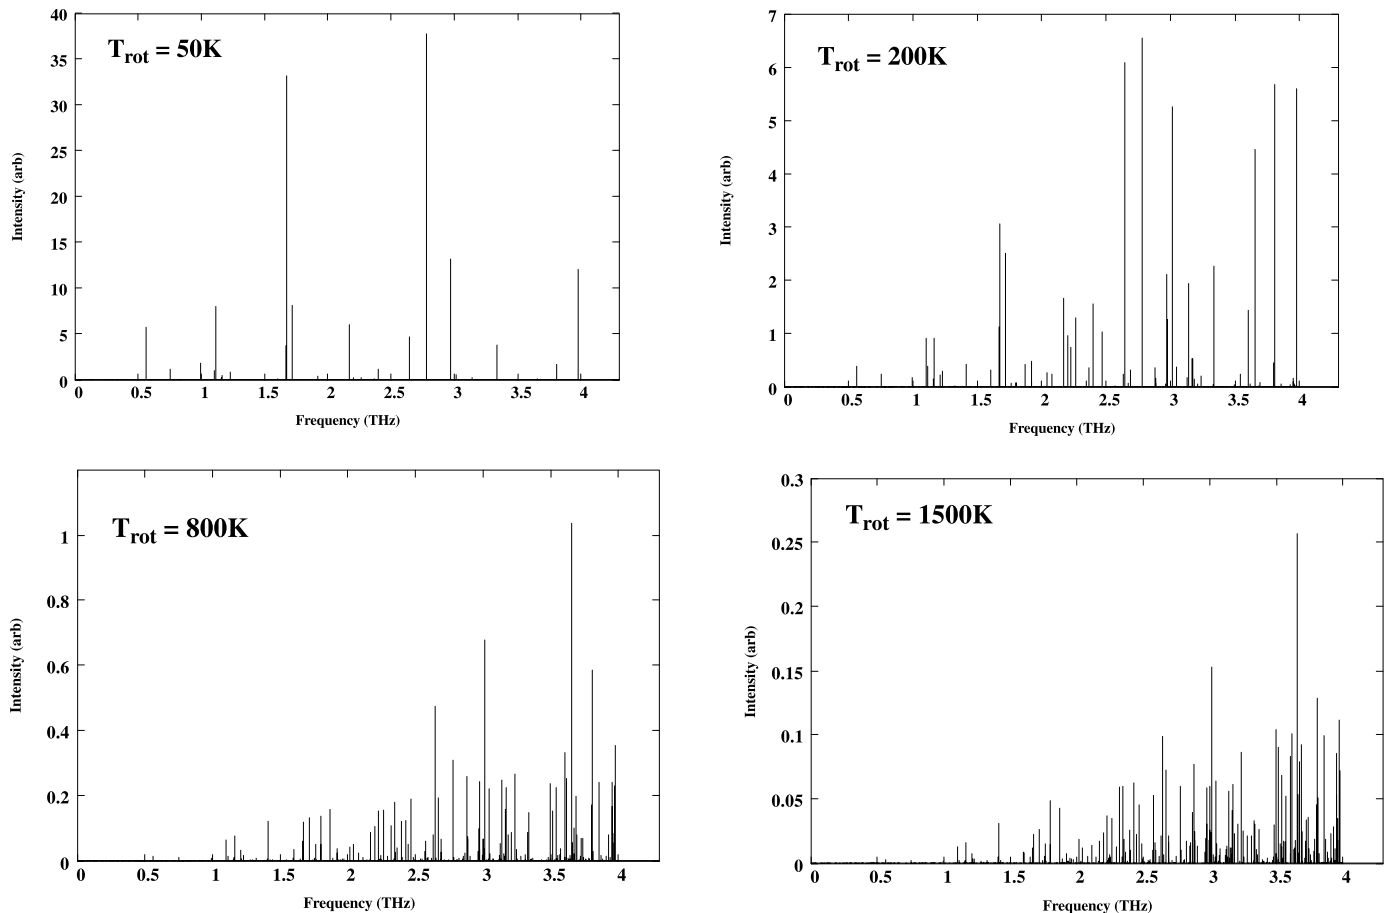 40
35
30
25
20
15
10
5
0
T_rot = 50K
Intensity (arb)
0 0.5 1 1.5 2 2.5 3 3.5 4
Frequency (THz)
7
6
5
4
3
2
1
0
T_rot = 200K
Intensity (arb)
0 0.5 1 1.5 2 2.5 3 3.5 4
Frequency (THz)
1
0.8
0.6
0.4
0.2
0
T_rot = 800K
Intensity (arb)
0 0.5 1 1.5 2 2.5 3 3.5 4
Frequency (THz)
0.3
0.25
0.2
0.15
0.1
0.05
0
T_rot = 1500K
Intensity (arb)
0 0.5 1 1.5 2 2.5 3 3.5 4
Frequency (THz)